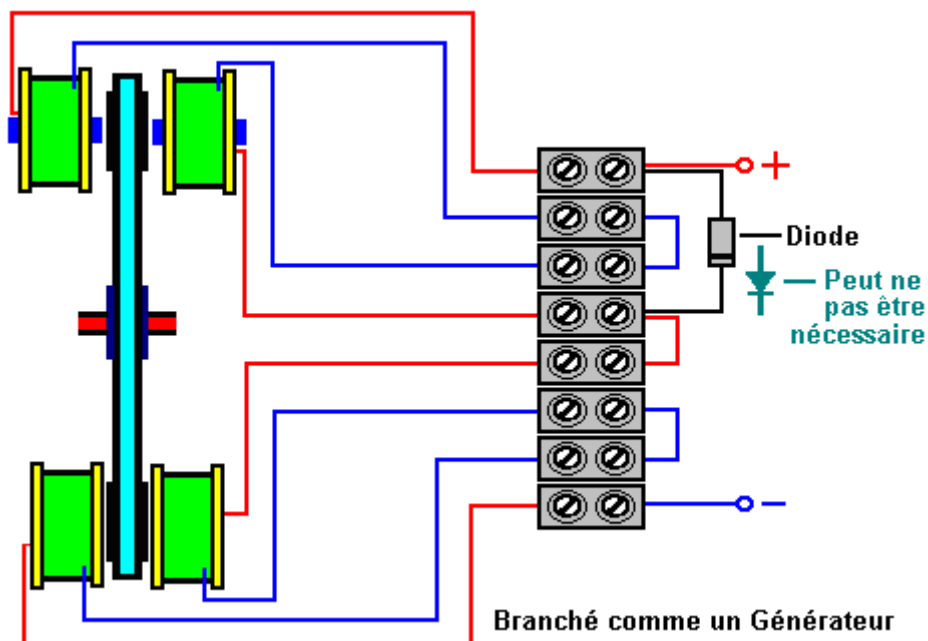 +
Diode
Peut ne
pas être
nécessaire
-
Branché comme un Générateur